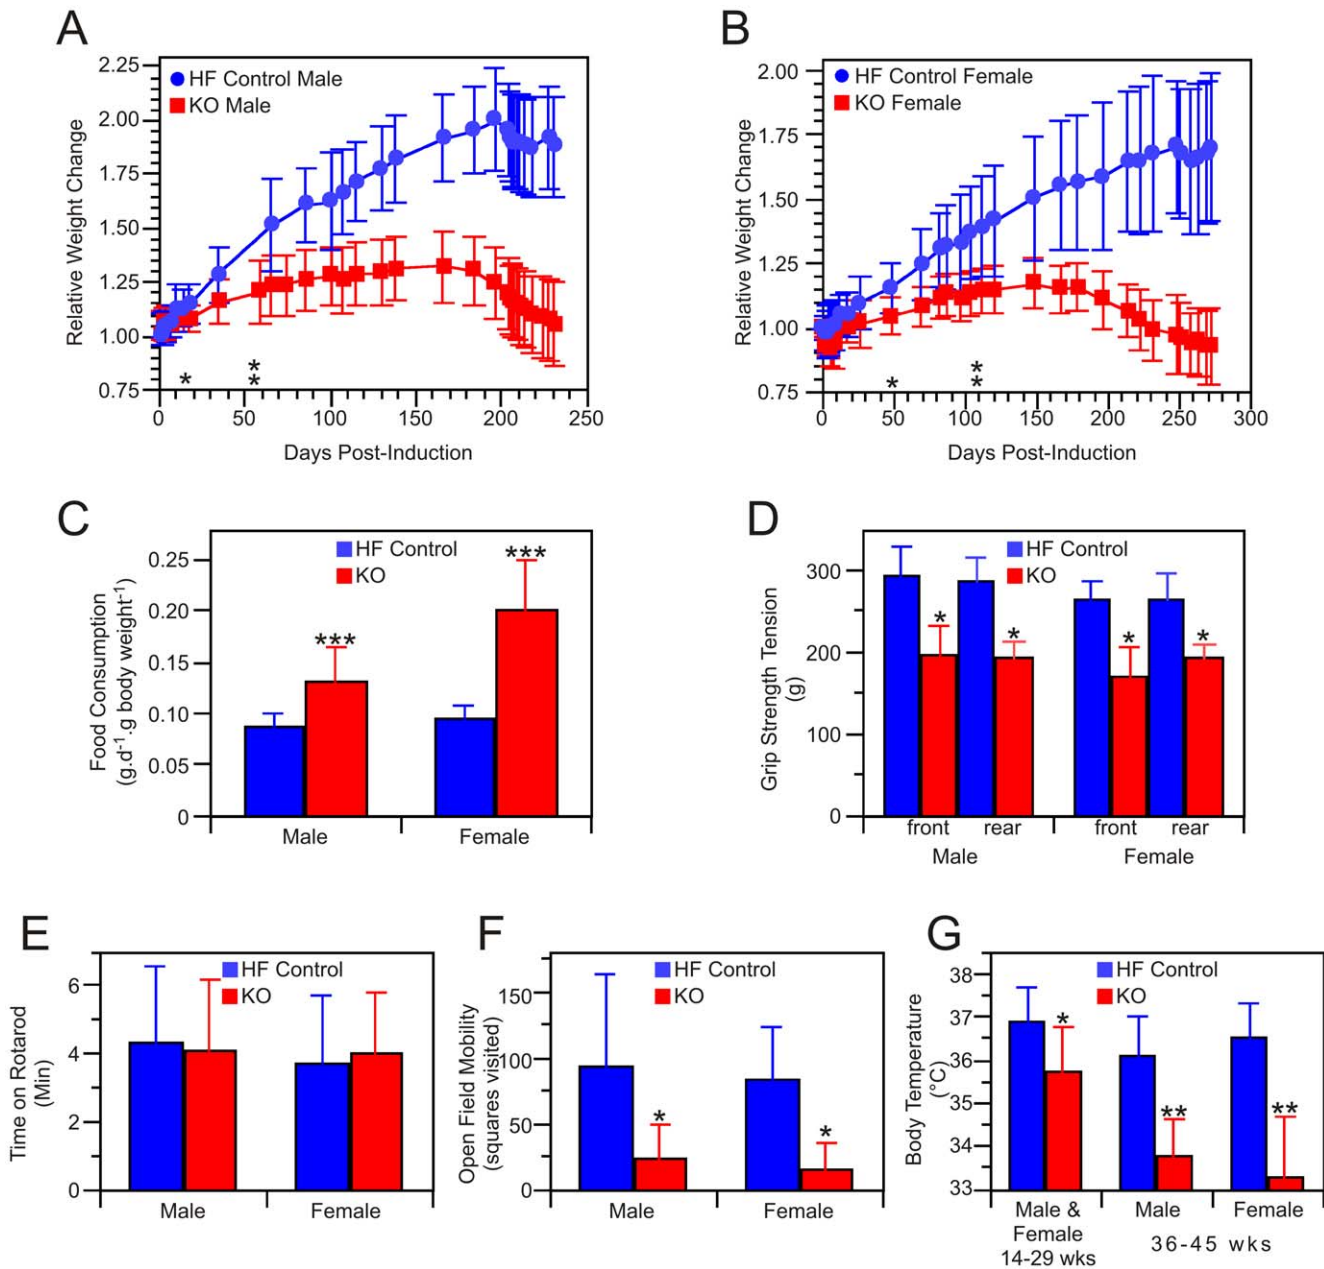 A
HF Control Male
KO Male
Relative Weight Change
2.25
2.00
1.75
1.50
1.25
1.00
0.75
*
*
*
0 50 100 150 200 250
Days Post-Induction
B
HF Control Female
KO Female
Relative Weight Change
2.00
1.75
1.50
1.25
1.00
0.75
*
*
*
0 50 100 150 200 250 300
Days Post-Induction
C
HF Control
KO
Food Consumption
(g.d⁻¹.g body weight⁻¹)
0.25
0.20
0.15
0.10
0.05
0
***
***
Male Female
D
HF Control
KO
Grip Strength Tension
(g)
300
200
100
0
* * * *
front rear front rear
Male Female
E
HF Control
KO
Time on Rotarod
(Min)
6
4
2
0
Male Female
F
HF Control
KO
Open Field Mobility
(squares visited)
150
100
50
0
* *
Male Female
G
HF Control
KO
Body Temperature
(°C)
38
37
36
35
34
33
* ** **
Male & Male Female
Female
14-29 wks 36-45 wks